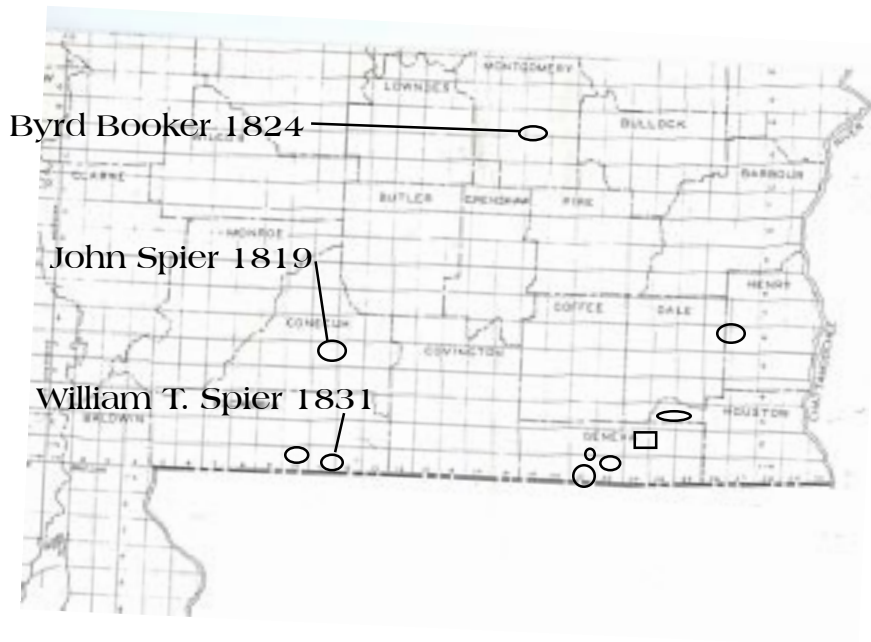 MONTGOMERY
LOWNDES
Byrd Booker 1824
BULLOCK
WILCOX
CLARKE
BARBOUR
BUTLER
CRENSHAW
PIKE
MONROE
John Spier 1819
HENRY
COFFEE
DALE
CONECUH
COVINGTON
William T. Spier 1831
HOUSTON
BALDWIN
GENEVA